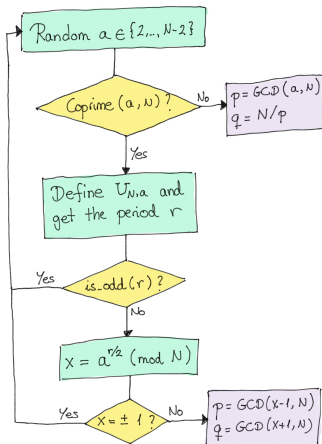 Random a ∈ {2,..., N-2}
Coprime (a, N) ?
No
p = GCD (a, N)
q = N/p
Yes
Define U_N,a and
get the period r
Yes
is_odd (r) ?
No
x = a^r/2 (mod N)
Yes
x = ± 1 ?
No
p = GCD (x-1, N)
q = GCD (x+1, N)